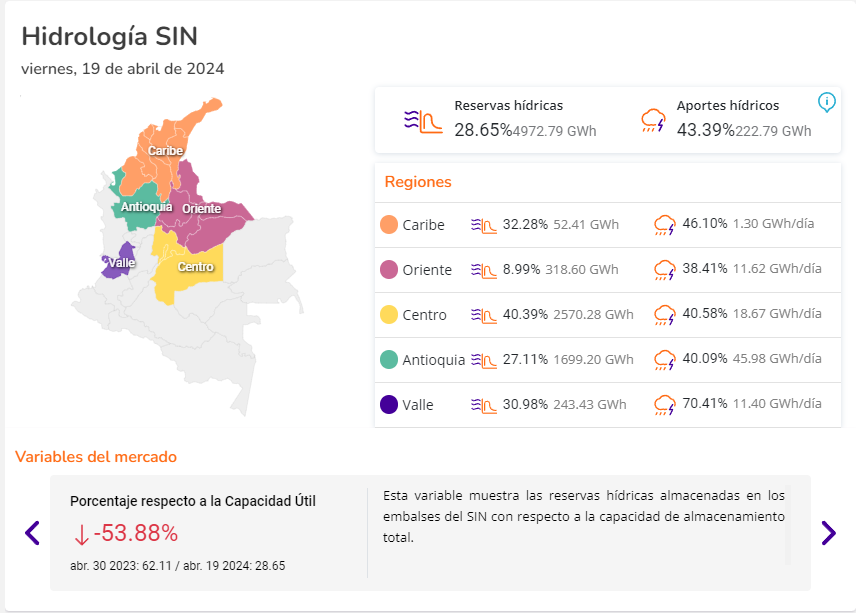 Hidrología SIN
viernes, 19 de abril de 2024
Caribe
Antioquia
Oriente
Valle
Centro
Reservas hídricas
28.65%4972.79 GWh
Aportes hídricos
43.39%222.79 GWh
Regiones
Caribe 32.28% 52.41 GWh 46.10% 1.30 GWh/día
Oriente 8.99% 318.60 GWh 38.41% 11.62 GWh/día
Centro 40.39% 2570.28 GWh 40.58% 18.67 GWh/día
Antioquia 27.11% 1699.20 GWh 40.09% 45.98 GWh/día
Valle 30.98% 243.43 GWh 70.41% 11.40 GWh/día
Variables del mercado
Porcentaje respecto a la Capacidad Útil
↓-53.88%
abr. 30 2023: 62.11 / abr. 19 2024: 28.65
Esta variable muestra las reservas hídricas almacenadas en los
embalses del SIN con respecto a la capacidad de almacenamiento
total.